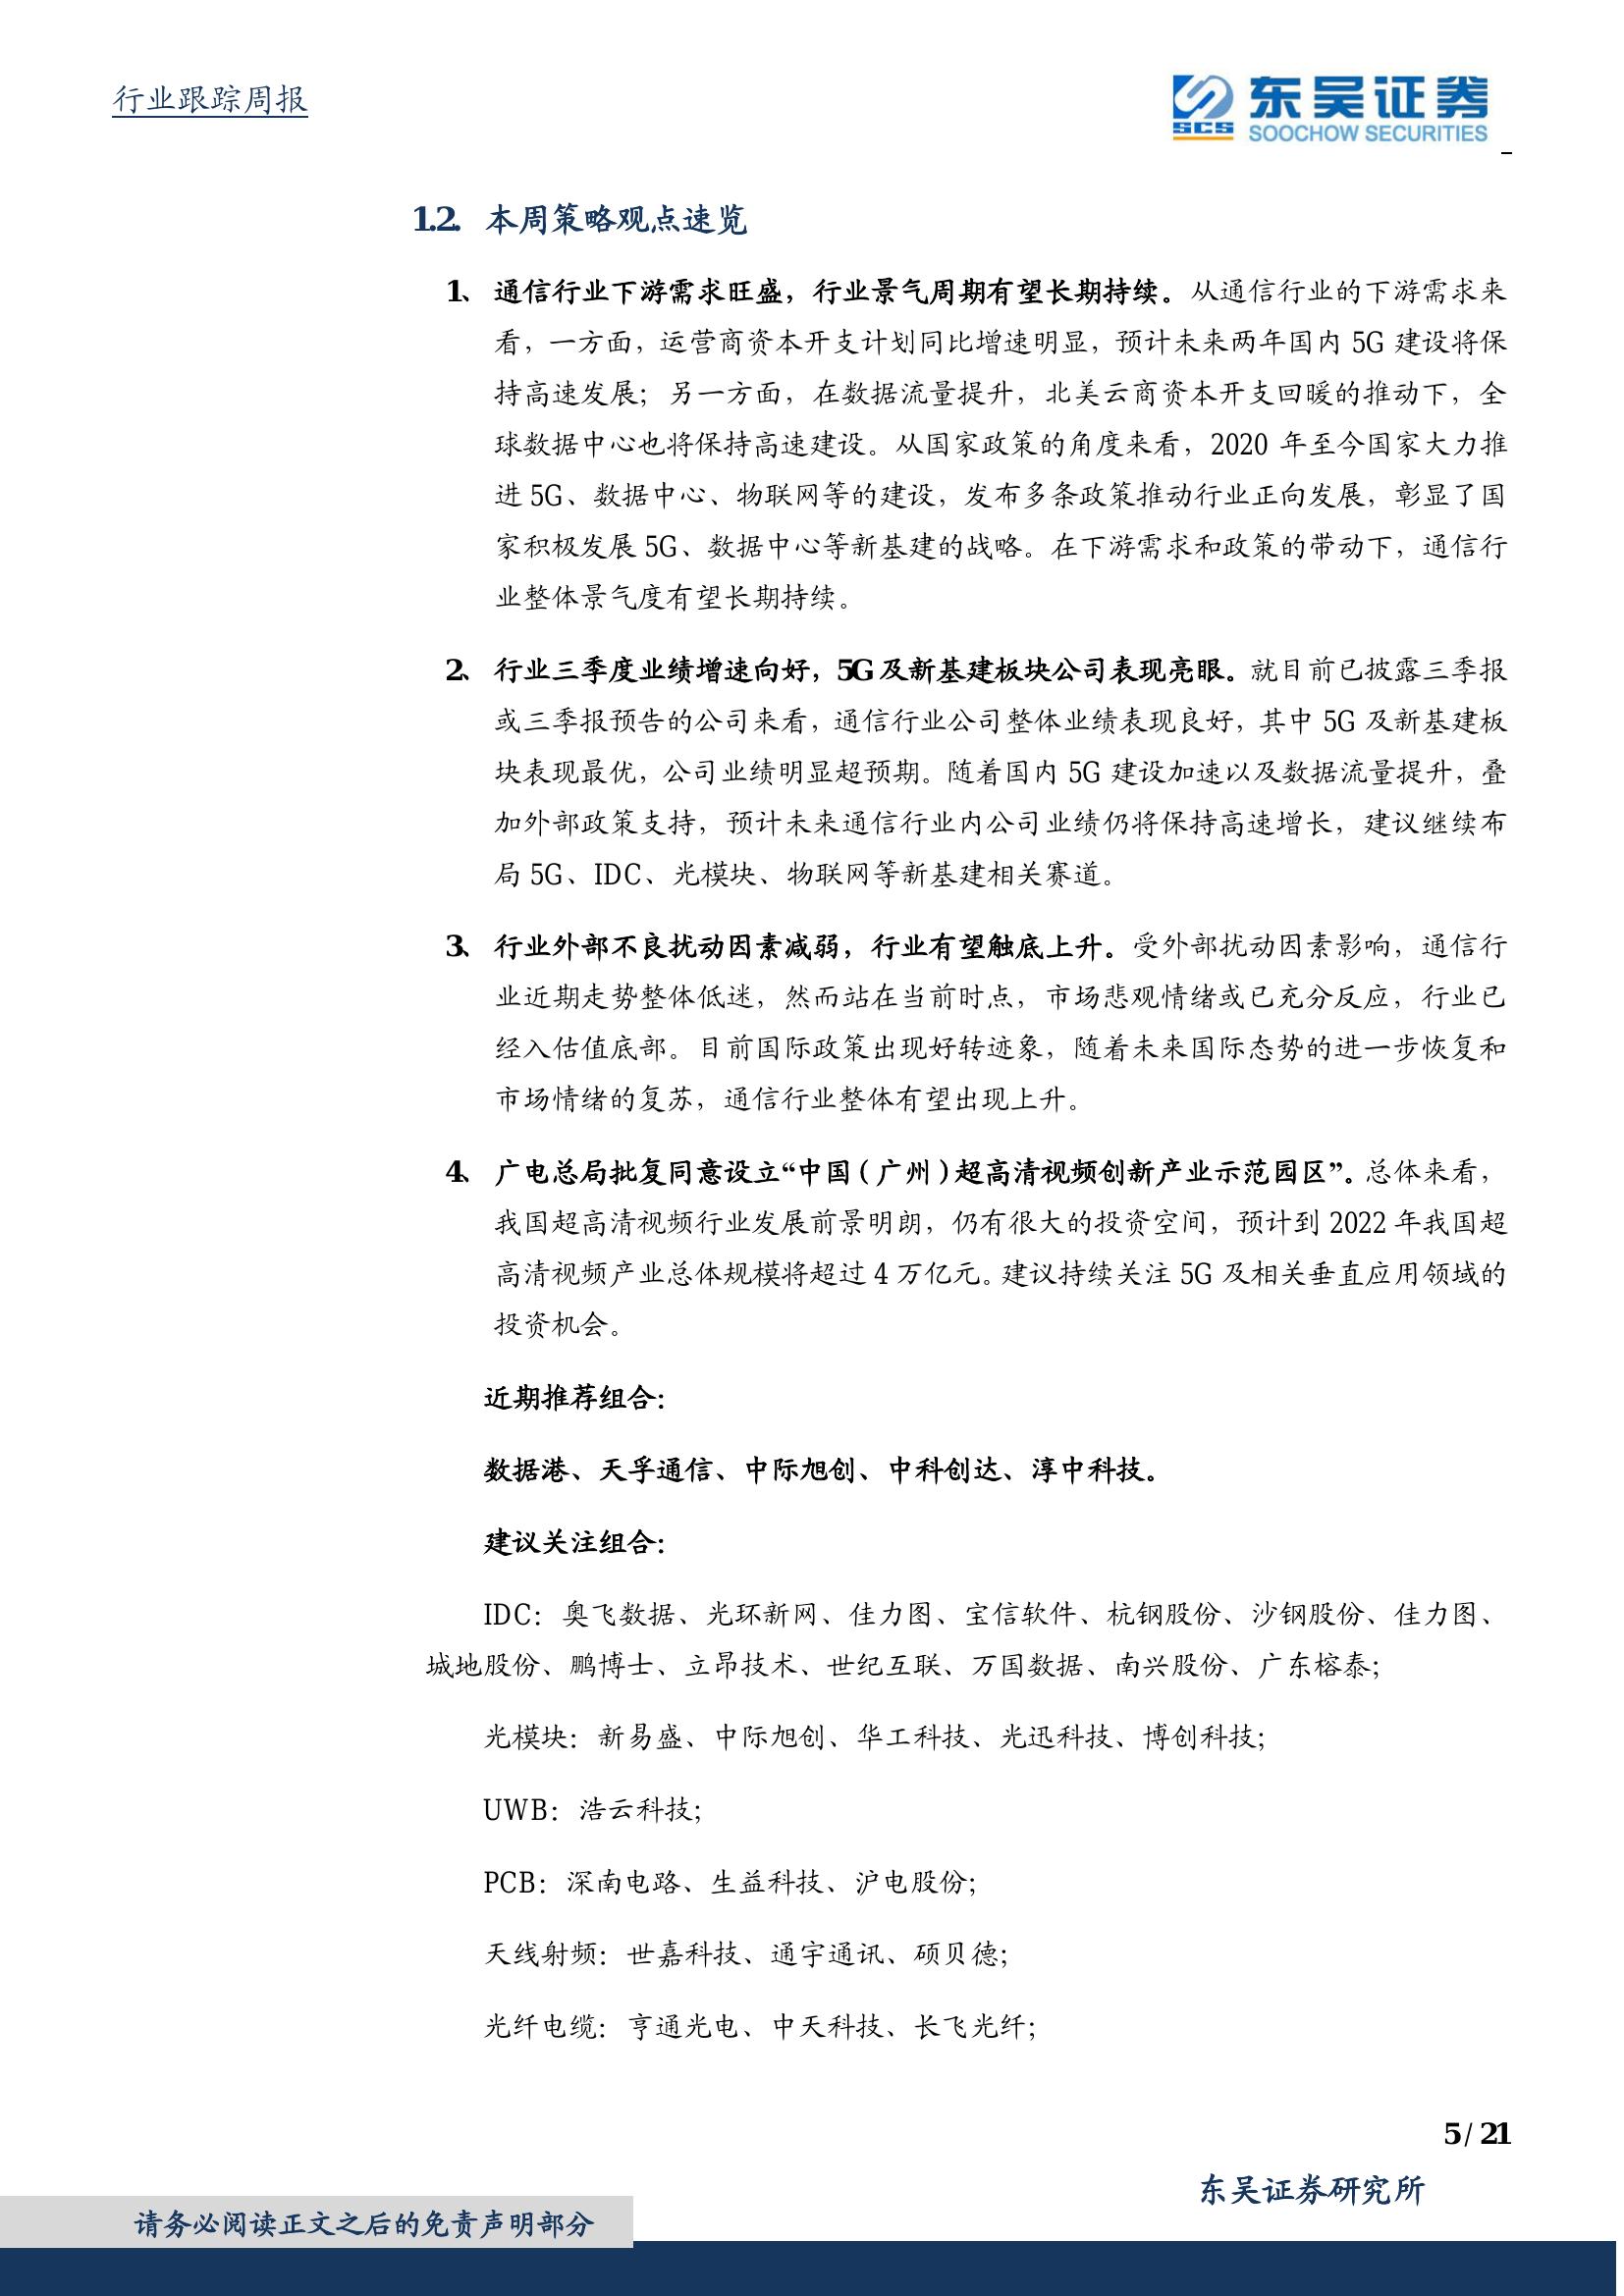 行业跟踪周报
东吴证券
SCS
SOOCHOW SECURITIES
1.2. 本周策略观点速览
1、 通信行业下游需求旺盛，行业景气周期有望长期持续。从通信行业的下游需求来
看，一方面，运营商资本开支计划同比增速明显，预计未来两年国内 5G 建设将保
持高速发展；另一方面，在数据流量提升，北美云商资本开支回暖的推动下，全
球数据中心也将保持高速建设。从国家政策的角度来看，2020 年至今国家大力推
进 5G、数据中心、物联网等的建设，发布多条政策推动行业正向发展，彰显了国
家积极发展 5G、数据中心等新基建的战略。在下游需求和政策的带动下，通信行
业整体景气度有望长期持续。
2、 行业三季度业绩增速向好，5G 及新基建板块公司表现亮眼。就目前已披露三季报
或三季报预告的公司来看，通信行业公司整体业绩表现良好，其中 5G 及新基建板
块表现最优，公司业绩明显超预期。随着国内 5G 建设加速以及数据流量提升，叠
加外部政策支持，预计未来通信行业内公司业绩仍将保持高速增长，建议继续布
局 5G、IDC、光模块、物联网等新基建相关赛道。
3、 行业外部不良扰动因素减弱，行业有望触底上升。受外部扰动因素影响，通信行
业近期走势整体低迷，然而站在当前时点，市场悲观情绪或已充分反应，行业已
经入估值底部。目前国际政策出现好转迹象，随着未来国际态势的进一步恢复和
市场情绪的复苏，通信行业整体有望出现上升。
4、 广电总局批复同意设立“中国（广州）超高清视频创新产业示范园区”。总体来看，
我国超高清视频行业发展前景明朗，仍有很大的投资空间，预计到 2022 年我国超
高清视频产业总体规模将超过 4 万亿元。建议持续关注 5G 及相关垂直应用领域的
投资机会。
近期推荐组合：
数据港、天孚通信、中际旭创、中科创达、淳中科技。
建议关注组合：
IDC：奥飞数据、光环新网、佳力图、宝信软件、杭钢股份、沙钢股份、佳力图、
城地股份、鹏博士、立昂技术、世纪互联、万国数据、南兴股份、广东榕泰；
光模块：新易盛、中际旭创、华工科技、光迅科技、博创科技；
UWB：浩云科技；
PCB：深南电路、生益科技、沪电股份；
天线射频：世嘉科技、通宇通讯、硕贝德；
光纤电缆：亨通光电、中天科技、长飞光纤；
5 / 21
东吴证券研究所
请务必阅读正文之后的免责声明部分